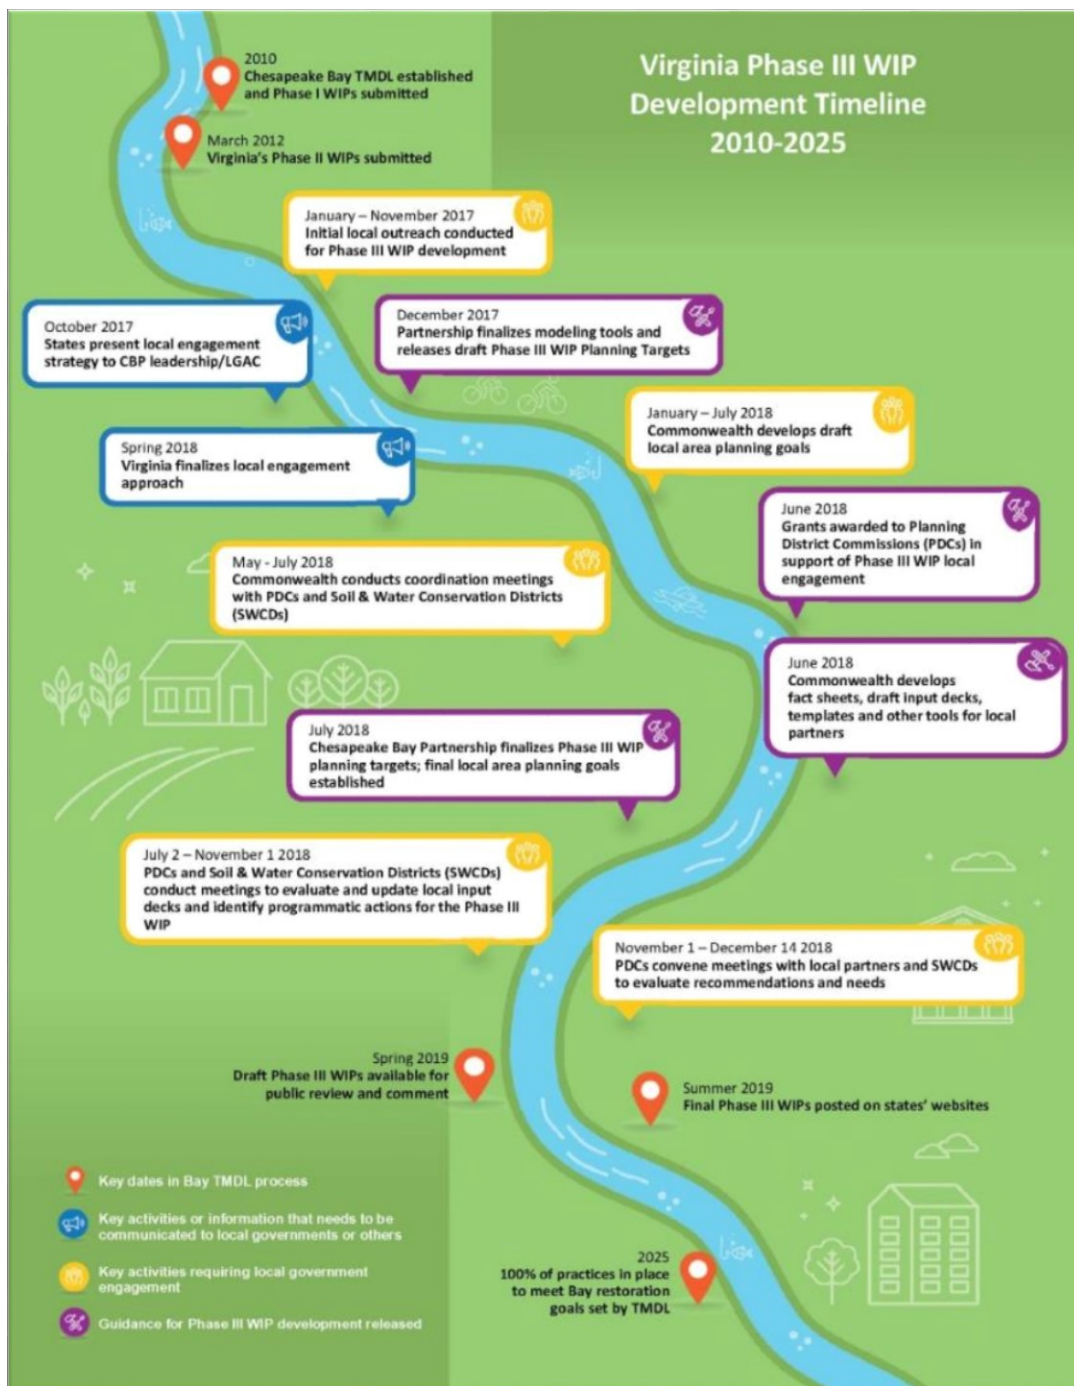 Virginia Phase III WIP
Development Timeline
2010-2025
2010
Chesapeake Bay TMDL established
and Phase I WIPs submitted
March 2012
Virginia's Phase II WIPs submitted
January – November 2017
Initial local outreach conducted
for Phase III WIP development
October 2017
States present local engagement
strategy to CBP leadership/LGAC
December 2017
Partnership finalizes modeling tools and
releases draft Phase III WIP Planning Targets
January – July 2018
Commonwealth develops draft
local area planning goals
Spring 2018
Virginia finalizes local engagement
approach
June 2018
Grants awarded to Planning
District Commissions (PDCs) in
support of Phase III WIP local
engagement
May - July 2018
Commonwealth conducts coordination meetings
with PDCs and Soil & Water Conservation Districts
(SWCDs)
June 2018
Commonwealth develops
fact sheets, draft input decks,
templates and other tools for local
partners
July 2018
Chesapeake Bay Partnership finalizes Phase III WIP
planning targets; final local area planning goals
established
July 2 – November 1 2018
PDCs and Soil & Water Conservation Districts (SWCDs)
conduct meetings to evaluate and update local input
decks and identify programmatic actions for the Phase III
WIP
November 1 – December 14 2018
PDCs convene meetings with local partners and SWCDs
to evaluate recommendations and needs
Spring 2019
Draft Phase III WIPs available for
public review and comment
Summer 2019
Final Phase III WIPs posted on states' websites
Key dates in Bay TMDL process
Key activities or information that needs to be
communicated to local governments or others
Key activities requiring local government
engagement
Guidance for Phase III WIP development released
2025
100% of practices in place
to meet Bay restoration
goals set by TMDL